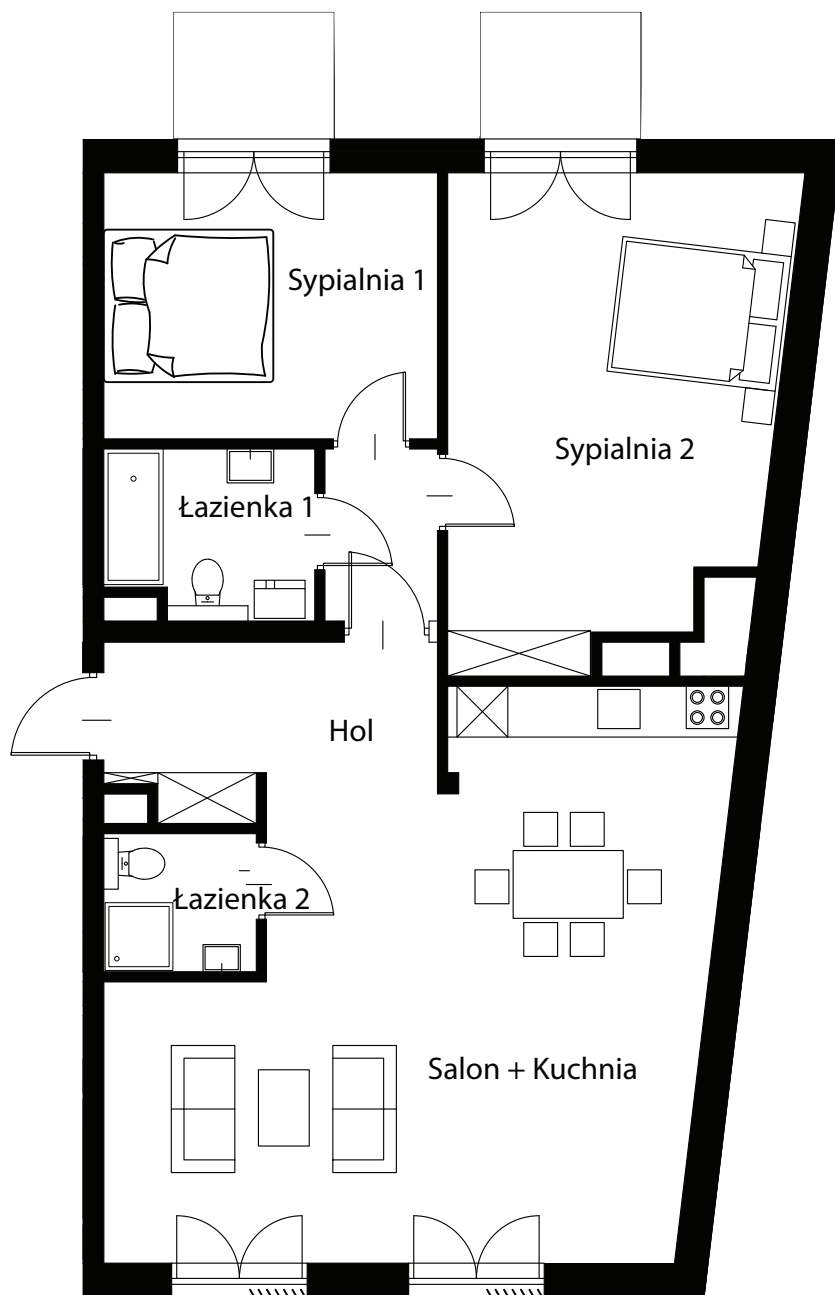 Sypialnia 1
Sypialnia 2
Łazienka 1
Hol
Łazienka 2
Salon + Kuchnia